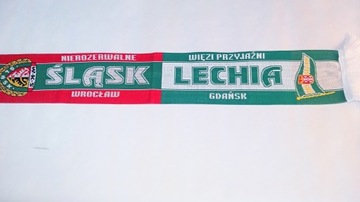 NIEROZERWALNE
WIĘZI PRZYJAŹNI
ŚLĄSK
LECHIA
WROCŁAW
GDAŃSK